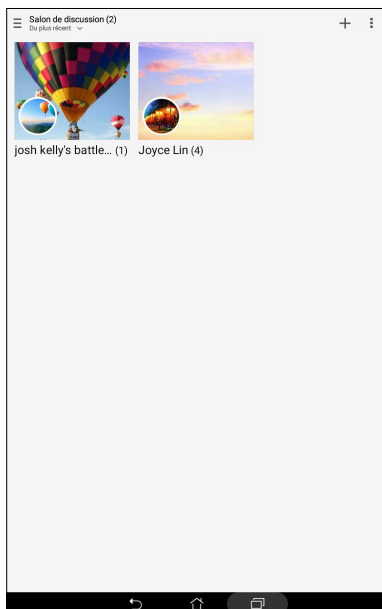 Salon de discussion (2)
Du plus récent
josh kelly's battle... (1)
Joyce Lin (4)